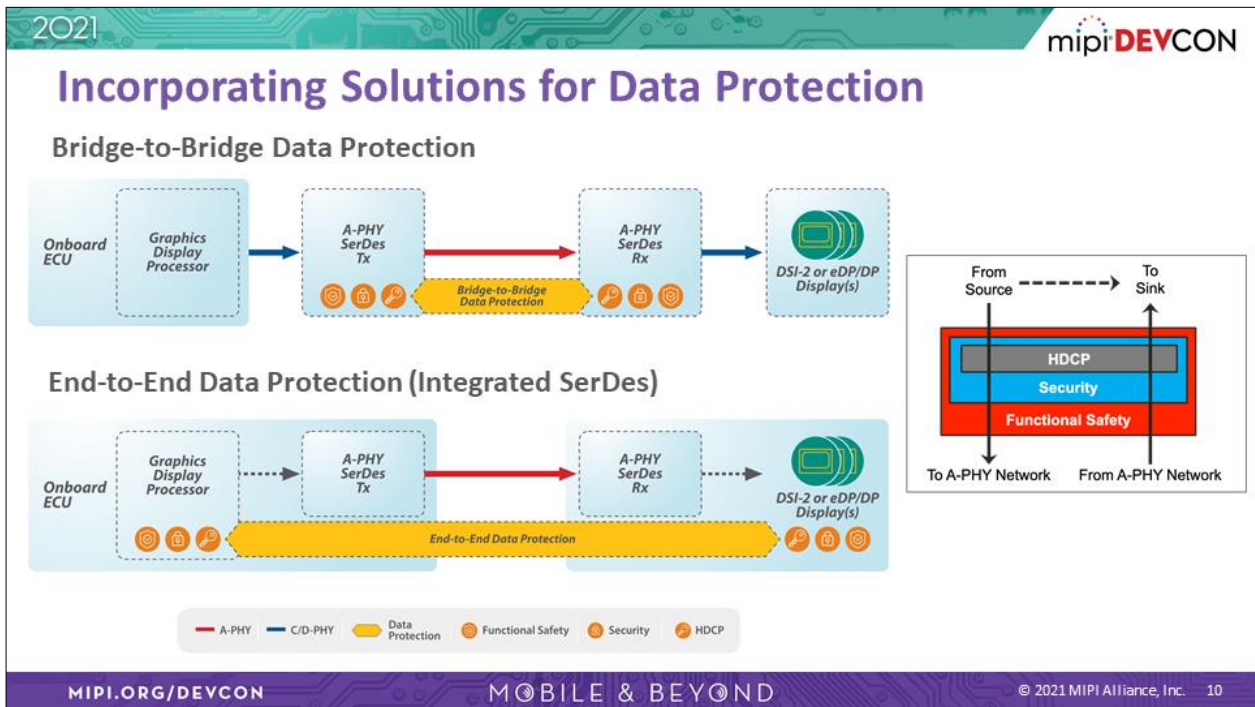 2021
mipi DEVCON
Incorporating Solutions for Data Protection
Bridge-to-Bridge Data Protection
Onboard
ECU
Graphics
Display
Processor
A-PHY
SerDes
Tx
Bridge-to-Bridge
Data Protection
A-PHY
SerDes
Rx
DSI-2 or eDP/DP
Display(s)
From
Source
To
Sink
HDCP
Security
Functional Safety
To A-PHY Network
From A-PHY Network
End-to-End Data Protection (Integrated SerDes)
Onboard
ECU
Graphics
Display
Processor
A-PHY
SerDes
Tx
A-PHY
SerDes
Rx
DSI-2 or eDP/DP
Display(s)
End-to-End Data Protection
A-PHY
C/D-PHY
Data
Protection
Functional Safety
Security
HDCP
MIPI.ORG/DEVCON
MOBILE & BEYOND
© 2021 MIPI Alliance, Inc. 10